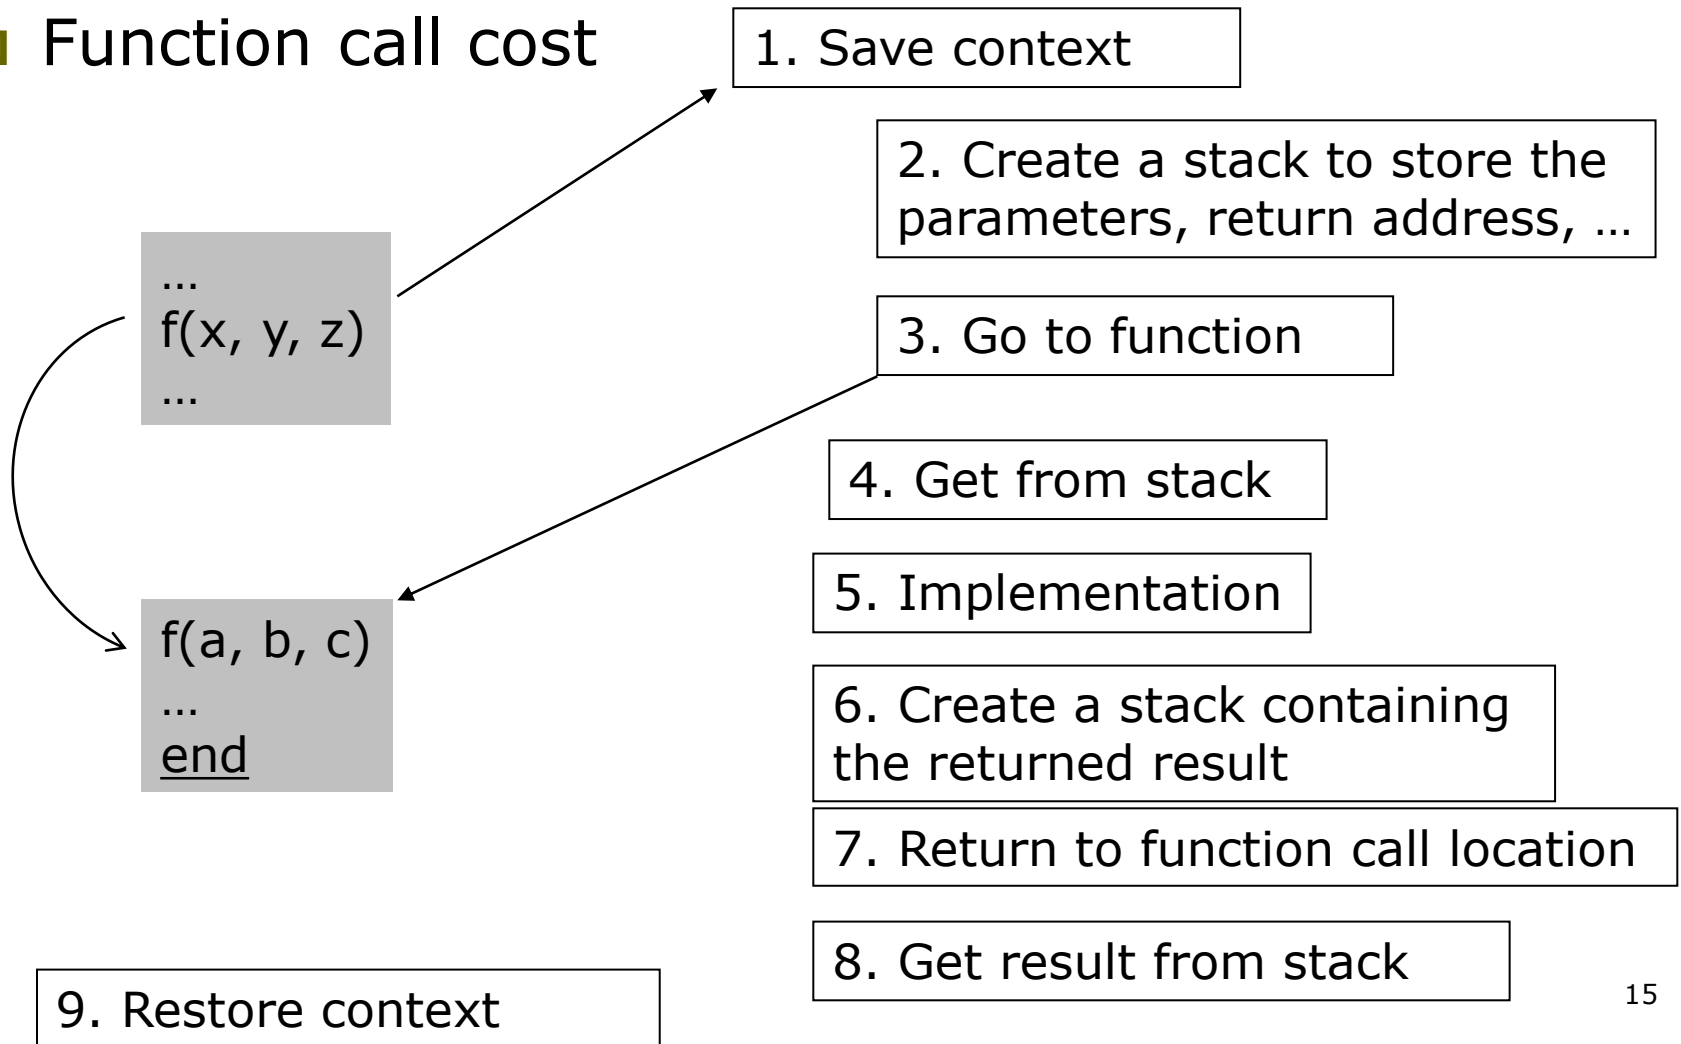 Function call cost
1. Save context
2. Create a stack to store the
parameters, return address, …
…
f(x, y, z)
…
3. Go to function
4. Get from stack
5. Implementation
f(a, b, c)
…
end
6. Create a stack containing
the returned result
7. Return to function call location
8. Get result from stack
9. Restore context
15